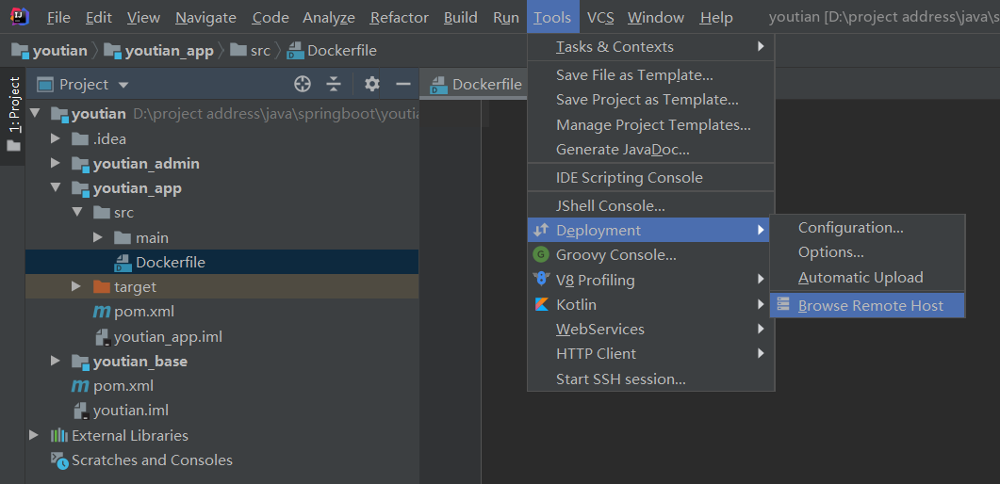 File Edit View Navigate Code Analyze Refactor Build Run Tools VCS Window Help youtian [D:\project address\java\s
youtian youtian_app src Dockerfile
1: Project
Project
Dockerfile
youtian D:\project address\java\springboot\youtia
.idea
youtian_admin
youtian_app
src
main
Dockerfile
target
pom.xml
youtian_app.iml
youtian_base
pom.xml
youtian.iml
External Libraries
Scratches and Consoles
Tasks & Contexts
Save File as Template...
Save Project as Template...
Manage Project Templates...
Generate JavaDoc...
IDE Scripting Console
JShell Console...
Deployment
Groovy Console...
V8 Profiling
Kotlin
WebServices
HTTP Client
Start SSH session...
Configuration...
Options...
Automatic Upload
Browse Remote Host